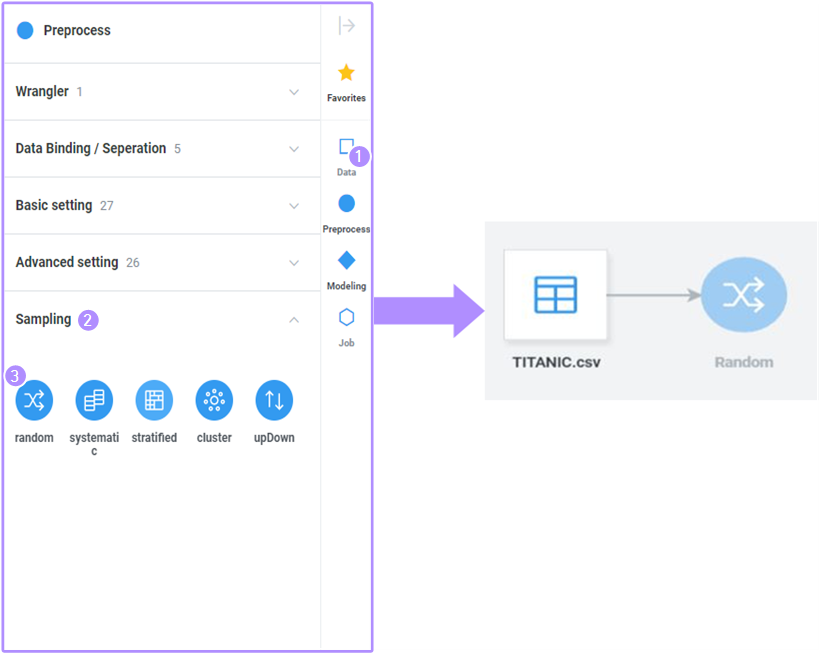 Preprocess
Wrangler 1
Data Binding / Seperation 5
Basic setting 27
Advanced setting 26
Sampling 2
3
random
systemati
c
stratified
cluster
upDown
Favorites
1
Data
Preprocess
Modeling
Job
TITANIC.csv
Random